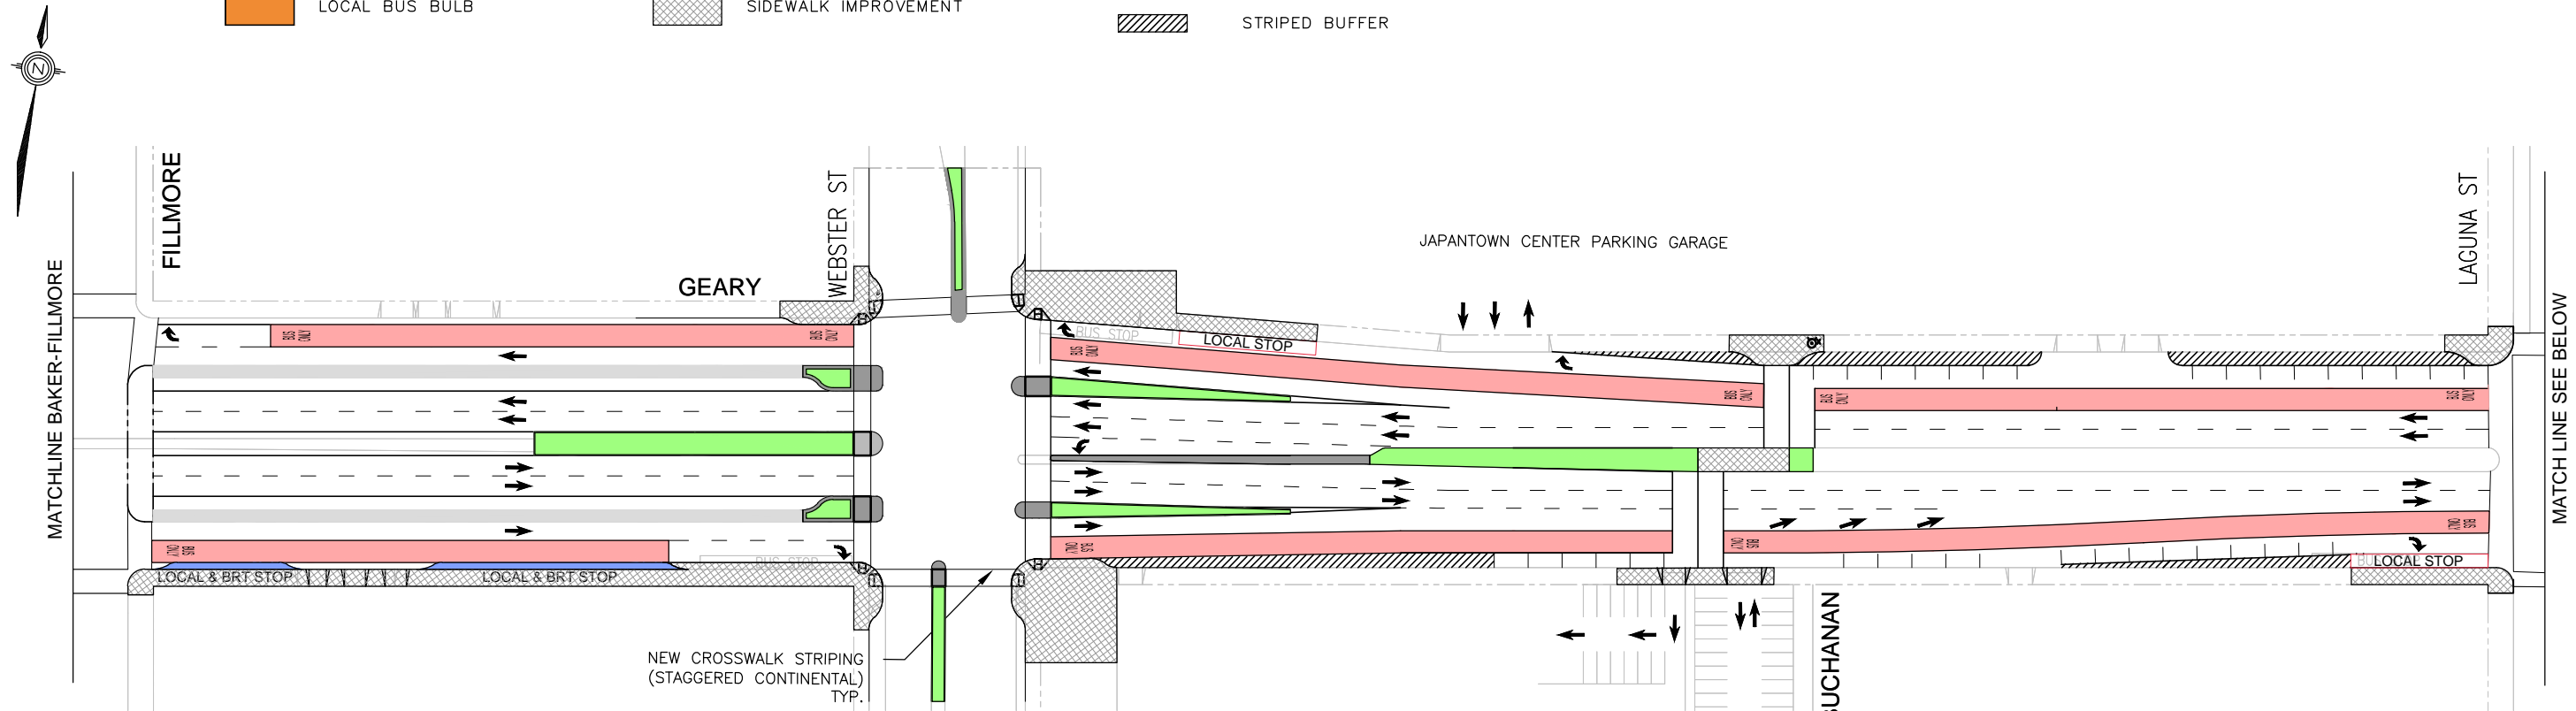 LOCAL BUS BULB
SIDEWALK IMPROVEMENT
STRIPED BUFFER
N
MATCHLINE BAKER-FILLMORE
FILLMORE
GEARY
WEBSTER ST
JAPANTOWN CENTER PARKING GARAGE
LAGUNA ST
MATCH LINE SEE BELOW
BUS
ONLY
BUS
ONLY
BUS STOP
LOCAL STOP
BUS
ONLY
BUS
ONLY
BUS
ONLY
BUS
ONLY
BUS
ONLY
BUS STOP
BUS
ONLY
BUS
ONLY
BUS
ONLY
LOCAL & BRT STOP
LOCAL & BRT STOP
LOCAL STOP
NEW CROSSWALK STRIPING
(STAGGERED CONTINENTAL)
TYP.
UCHANAN